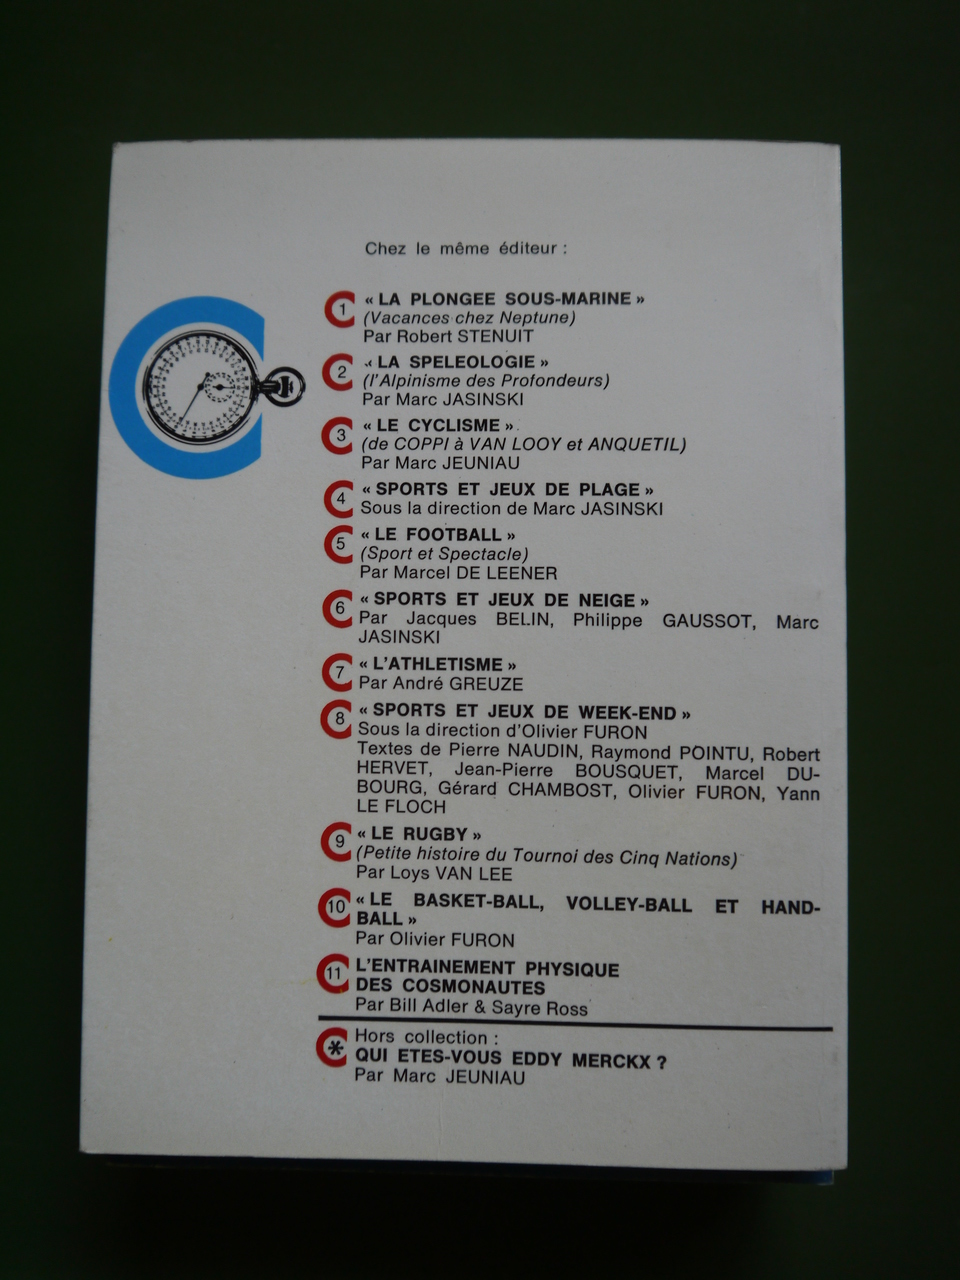 Chez le même éditeur :
1 « LA PLONGEE SOUS-MARINE »
(Vacances chez Neptune)
Par Robert STENUIT
2 « LA SPELEOLOGIE »
(l'Alpinisme des Profondeurs)
Par Marc JASINSKI
3 « LE CYCLISME »
(de COPPI à VAN LOOY et ANQUETIL)
Par Marc JEUNIAU
4 « SPORTS ET JEUX DE PLAGE »
Sous la direction de Marc JASINSKI
5 « LE FOOTBALL »
(Sport et Spectacle)
Par Marcel DE LEENER
6 « SPORTS ET JEUX DE NEIGE »
Par Jacques BELIN, Philippe GAUSSOT, Marc
JASINSKI
7 « L'ATHLETISME »
Par André GREUZE
8 « SPORTS ET JEUX DE WEEK-END »
Sous la direction d'Olivier FURON
Textes de Pierre NAUDIN, Raymond POINTU, Robert
HERVET, Jean-Pierre BOUSQUET, Marcel DU-
BOURG, Gérard CHAMBOST, Olivier FURON, Yann
LE FLOCH
9 « LE RUGBY »
(Petite histoire du Tournoi des Cinq Nations)
Par Loys VAN LEE
10 « LE BASKET-BALL, VOLLEY-BALL ET HAND-
BALL »
Par Olivier FURON
11 L'ENTRAINEMENT PHYSIQUE
DES COSMONAUTES
Par Bill Adler & Sayre Ross
* Hors collection :
QUI ETES-VOUS EDDY MERCKX ?
Par Marc JEUNIAU